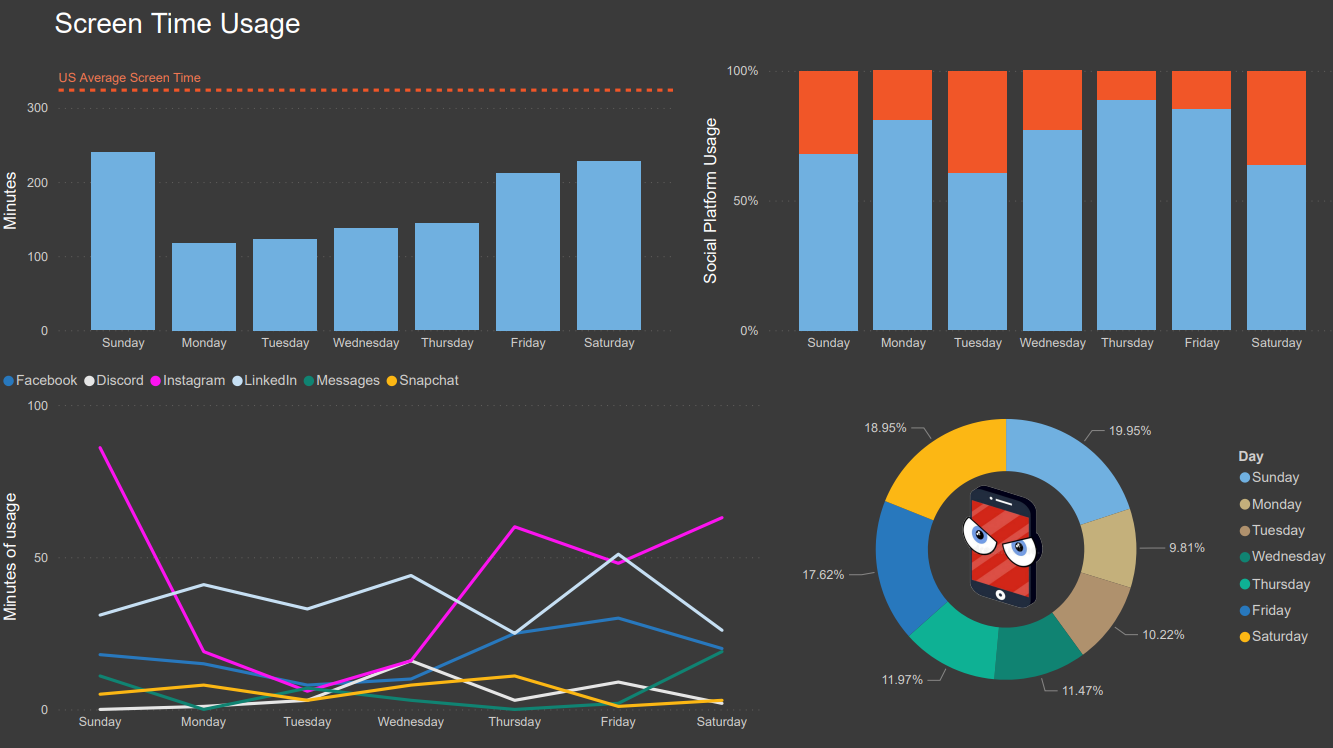 Screen Time Usage
US Average Screen Time
Minutes
300
200
100
0
Sunday Monday Tuesday Wednesday Thursday Friday Saturday
Social Platform Usage
100%
50%
0%
Sunday Monday Tuesday Wednesday Thursday Friday Saturday
Facebook Discord Instagram LinkedIn Messages Snapchat
Minutes of usage
100
50
0
Sunday Monday Tuesday Wednesday Thursday Friday Saturday
18.95%
19.95%
17.62%
9.81%
10.22%
11.97%
11.47%
Day
Sunday
Monday
Tuesday
Wednesday
Thursday
Friday
Saturday